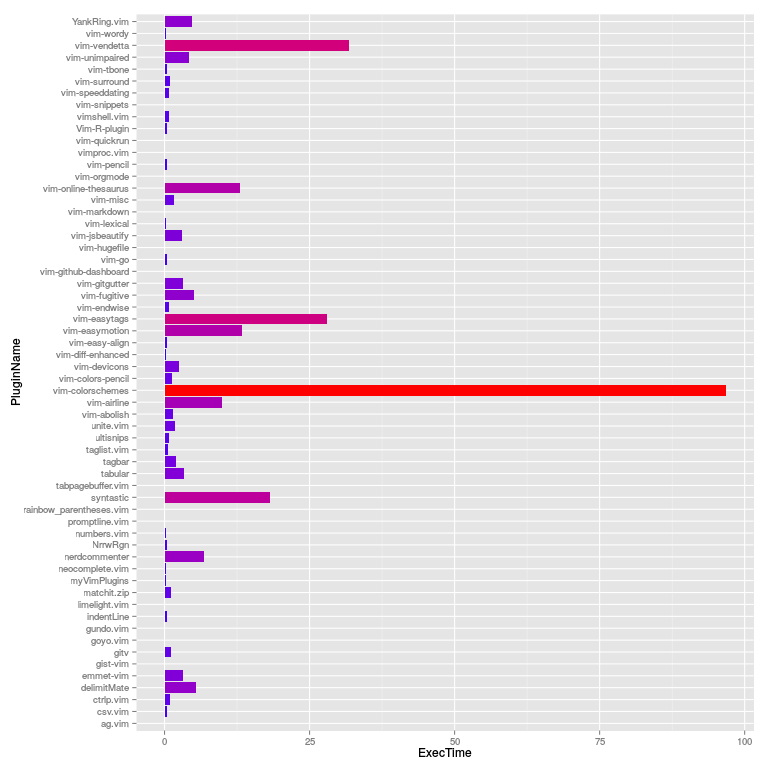 YankRing.vim
vim-wordy
vim-vendetta
vim-unimpaired
vim-tbone
vim-surround
vim-speeddating
vim-snippets
vimshell.vim
Vim-R-plugin
vim-quickrun
vimproc.vim
vim-pencil
vim-orgmode
vim-online-thesaurus
vim-misc
vim-markdown
vim-lexical
vim-jsbeautify
vim-hugefile
vim-go
vim-github-dashboard
vim-gitgutter
vim-fugitive
vim-endwise
vim-easytags
vim-easymotion
vim-easy-align
vim-diff-enhanced
vim-devicons
vim-colors-pencil
vim-colorschemes
vim-airline
vim-abolish
unite.vim
ultisnips
taglist.vim
tagbar
tabular
tabpagebuffer.vim
syntastic
rainbow_parentheses.vim
promptline.vim
numbers.vim
NrrwRgn
nerdcommenter
neocomplete.vim
myVimPlugins
matchit.zip
limelight.vim
indentLine
gundo.vim
goyo.vim
gitv
gist-vim
emmet-vim
delimitMate
ctrlp.vim
csv.vim
ag.vim
PluginName
0 25 50 75 100
ExecTime